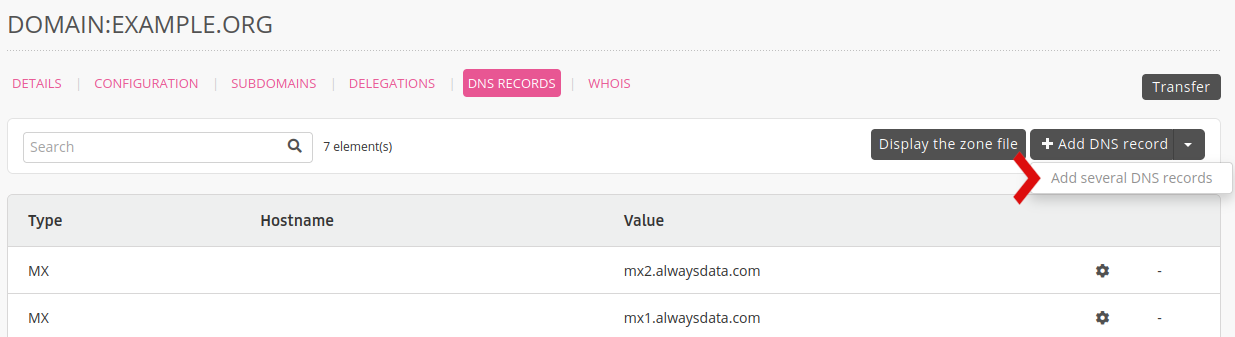 DOMAIN:EXAMPLE.ORG
DETAILS | CONFIGURATION | SUBDOMAINS | DELEGATIONS | DNS RECORDS | WHOIS
Transfer
Search 7 element(s) Display the zone file + Add DNS record
Add several DNS records
Type Hostname Value
MX mx2.alwaysdata.com -
MX mx1.alwaysdata.com -